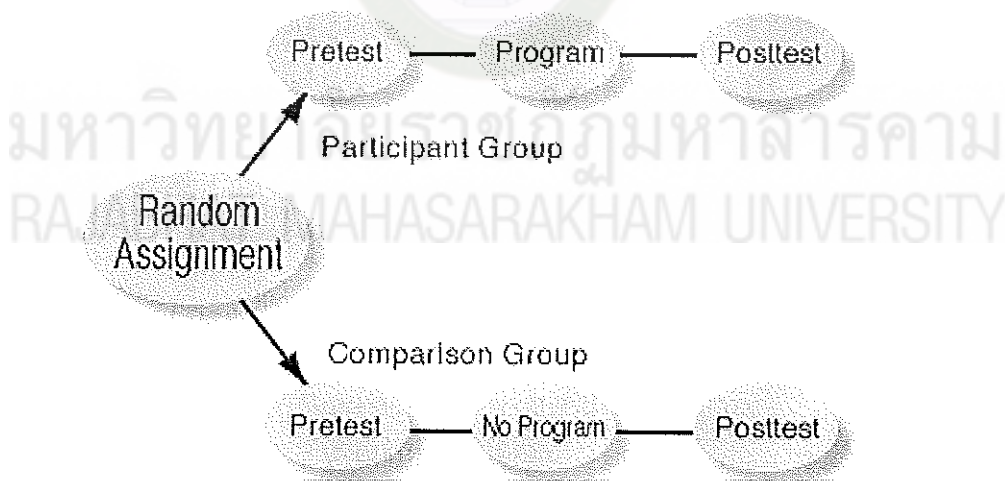 Pretest
Program
Posttest
Participant Group
Random
Assignment
Comparison Group
Pretest
No Program
Posttest
มหาวิทยาลัยราชภัฏมหาสารคาม
RAJABHAT MAHASARAKHAM UNIVERSITY